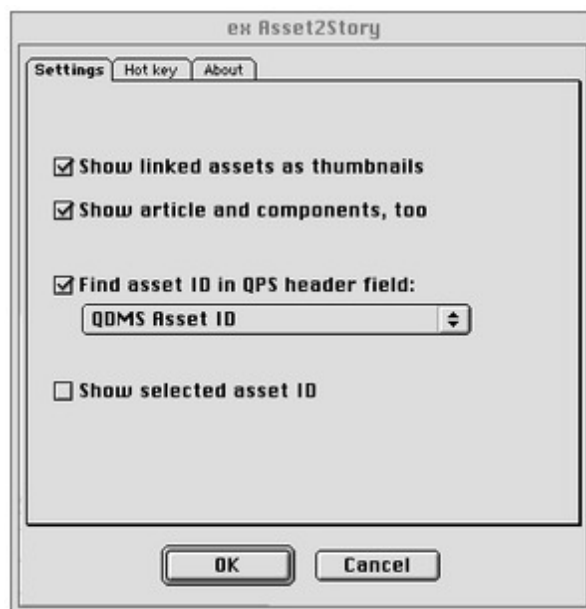 ex Asset2Story
Settings Hot key About
Show linked assets as thumbnails
Show article and components, too
Find asset ID in QPS header field:
QDMS Asset ID
Show selected asset ID
OK Cancel